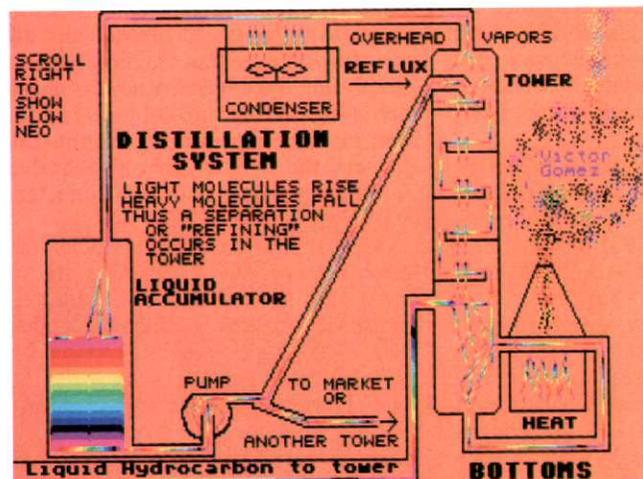 OVERHEAD VAPORS
SCROLL
RIGHT
TO
SHOW
FLOW
NEO
REFLUX
TOWER
CONDENSER
DISTILLATION
SYSTEM
LIGHT MOLECULES RISE
HEAVY MOLECULES FALL
THUS A SEPARATION
OR "REFINING"
OCCURS IN THE
TOWER
Victor
Gomez
LIQUID
ACCUMULATOR
PUMP
TO MARKET
OR
ANOTHER TOWER
HEAT
Liquid Hydrocarbon to tower
BOTTOMS